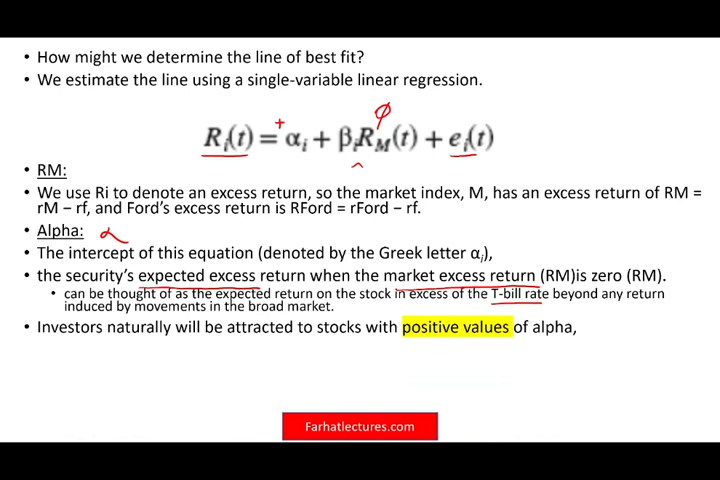 • How might we determine the line of best fit?
• We estimate the line using a single-variable linear regression.
+ ϕ
Rᵢ(t) = αᵢ + βᵢR_M(t) + eᵢ(t)
^
• RM:
• We use Ri to denote an excess return, so the market index, M, has an excess return of RM =
rM − rf, and Ford's excess return is RFord = rFord − rf.
• Alpha: α
• The intercept of this equation (denoted by the Greek letter αᵢ),
• the security's expected excess return when the market excess return (RM)is zero (RM).
• can be thought of as the expected return on the stock in excess of the T-bill rate beyond any return
induced by movements in the broad market.
• Investors naturally will be attracted to stocks with positive values of alpha,
Farhatlectures.com